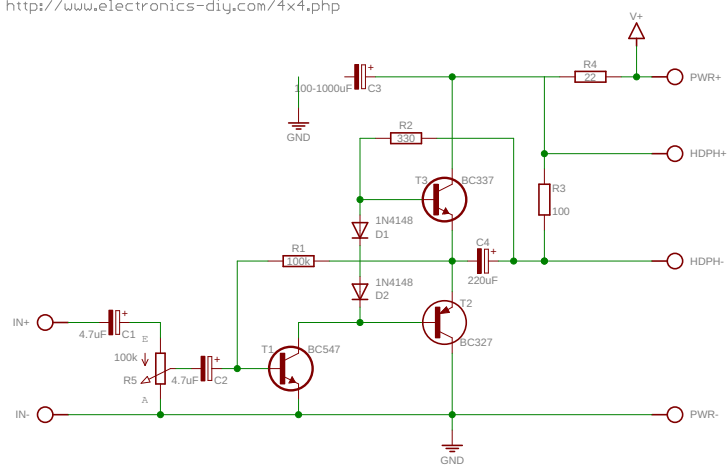 http://www.electronics-diy.com/4x4.php
V+
R4
22
PWR+
100-1000uF
C3
GND
R2
330
HDPH+
T3
BC337
R3
100
1N4148
D1
R1
100k
C4
220uF
HDPH-
1N4148
D2
T2
BC327
IN+
4.7uF
C1
E
100k
R5
A
4.7uF
C2
T1
BC547
IN-
PWR-
GND